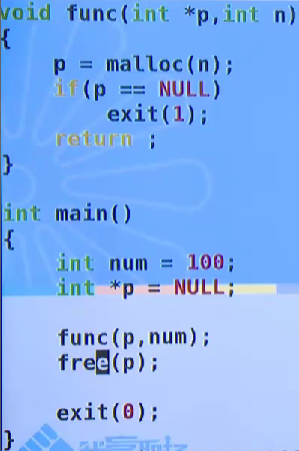 void func(int *p,int n)
{
    p = malloc(n);
    if(p == NULL)
        exit(1);
    return ;
}
int main()
{
    int num = 100;
    int *p = NULL;
    func(p,num);
    free(p);
    exit(0);
}